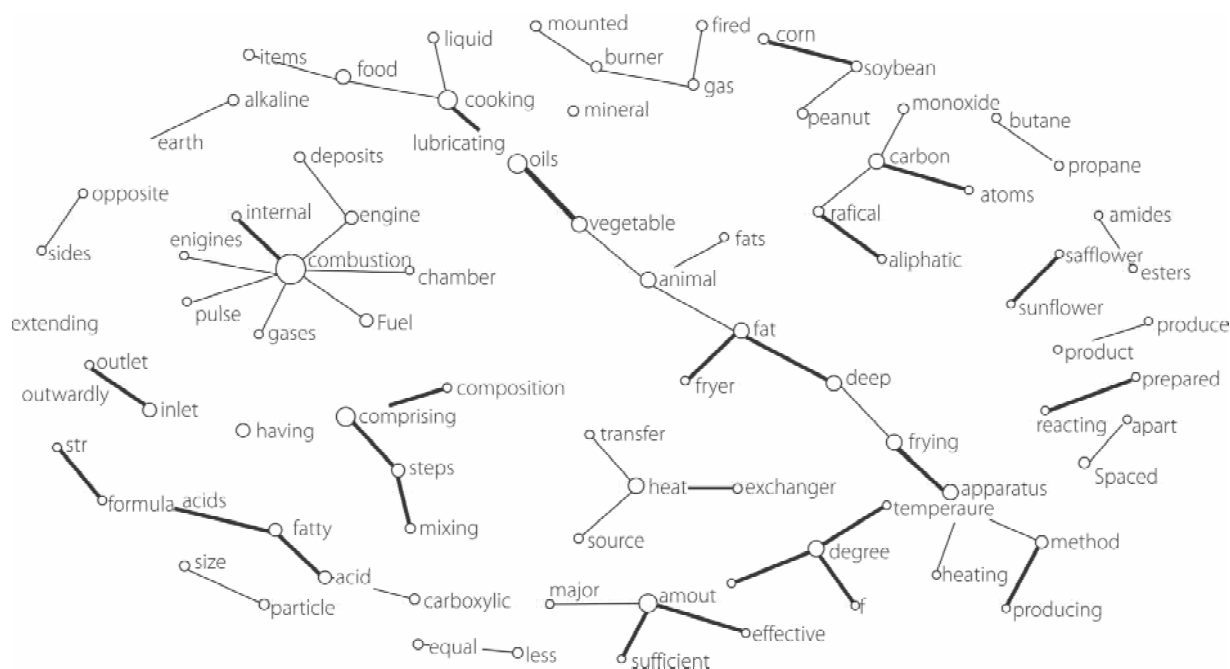 mounted
fired
corn
liquid
items
food
burner
soybean
gas
cooking
alkaline
mineral
peanut
monoxide
butane
earth
lubricating
deposits
oils
carbon
propane
opposite
atoms
internal
engine
vegetable
rafical
amides
enigines
fats
sides
combustion
chamber
animal
aliphatic
safflower
esters
pulse
gases
Fuel
sunflower
extending
fat
produce
product
outlet
composition
fryer
deep
prepared
outwardly
inlet
comprising
reacting
apart
having
transfer
frying
str
steps
Spaced
heat
exchanger
apparatus
formula
acids
temperaure
fatty
mixing
source
degree
method
size
acid
heating
particle
carboxylic
major
amout
f
producing
effective
equal
less
sufficient